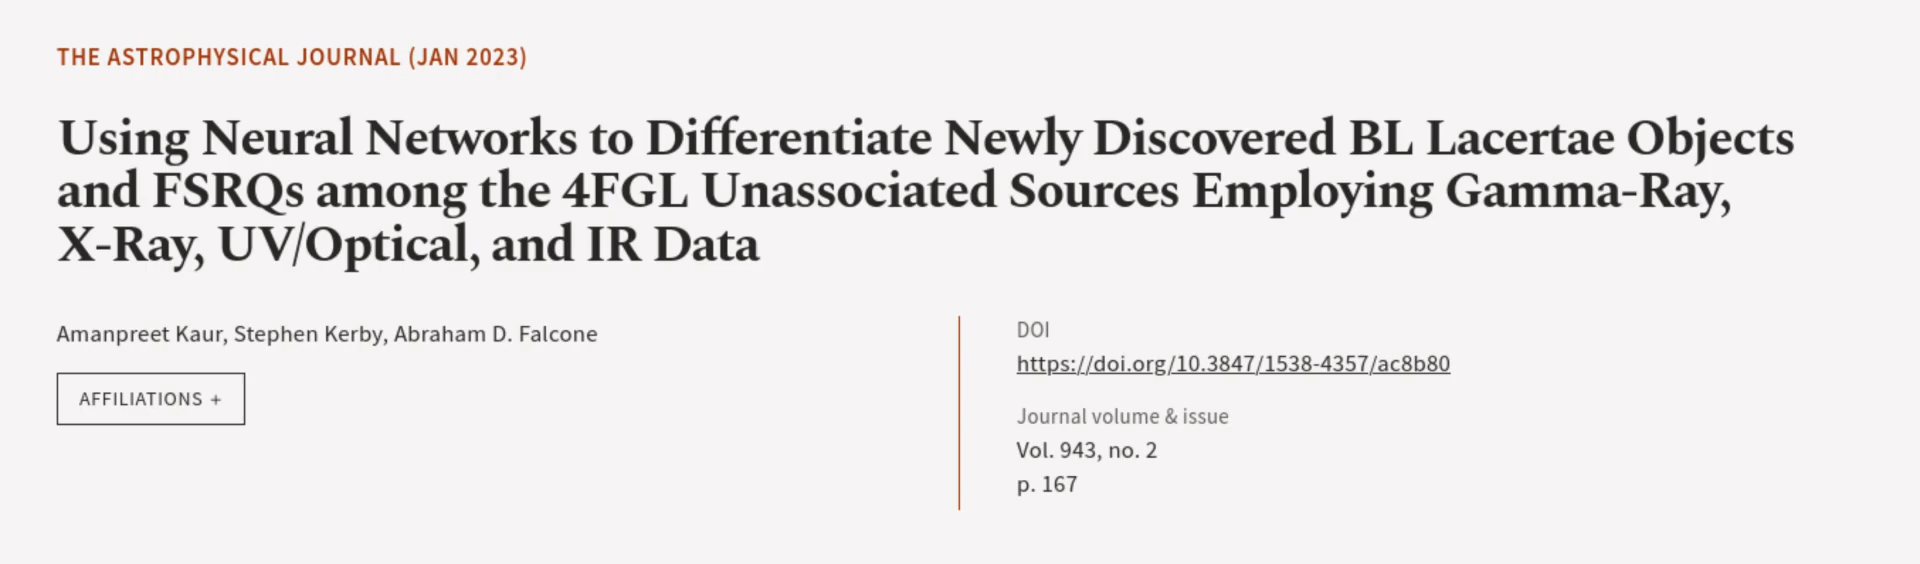 THE ASTROPHYSICAL JOURNAL (JAN 2023)
Using Neural Networks to Differentiate Newly Discovered BL Lacertae Objects
and FSRQs among the 4FGL Unassociated Sources Employing Gamma-Ray,
X-Ray, UV/Optical, and IR Data
Amanpreet Kaur, Stephen Kerby, Abraham D. Falcone
AFFILIATIONS +
DOI
https://doi.org/10.3847/1538-4357/ac8b80
Journal volume & issue
Vol. 943, no. 2
p. 167